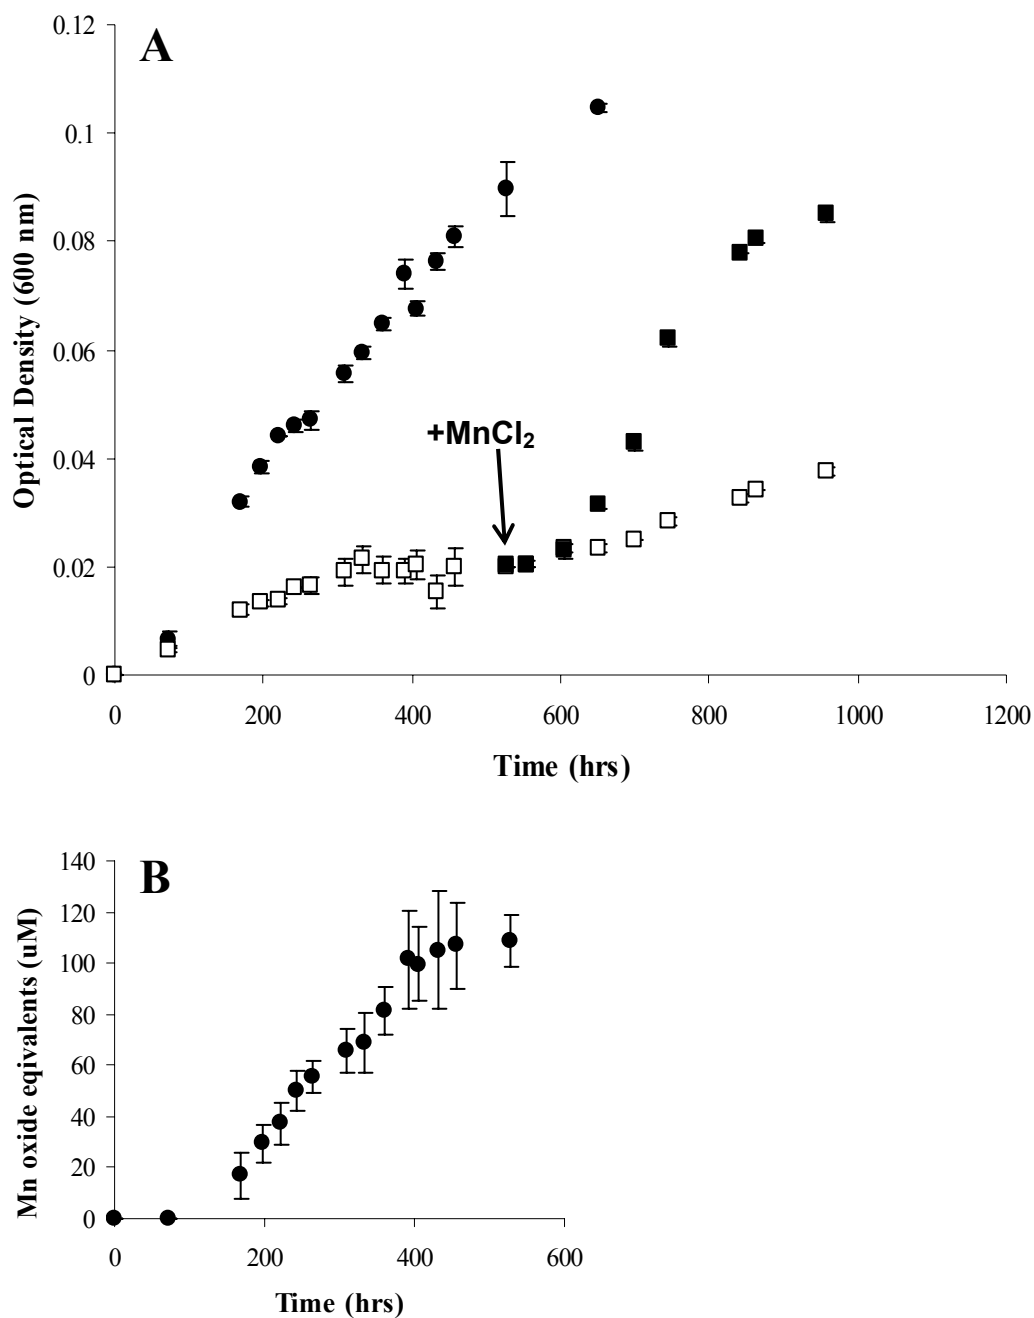 A
0.12
0.1
0.08
0.06
0.04
0.02
0
Optical Density (600 nm)
+MnCl₂
0 200 400 600 800 1000 1200
Time (hrs)
B
140
120
100
80
60
40
20
0
Mn oxide eqivalents (uM)
0 200 400 600
Time (hrs)